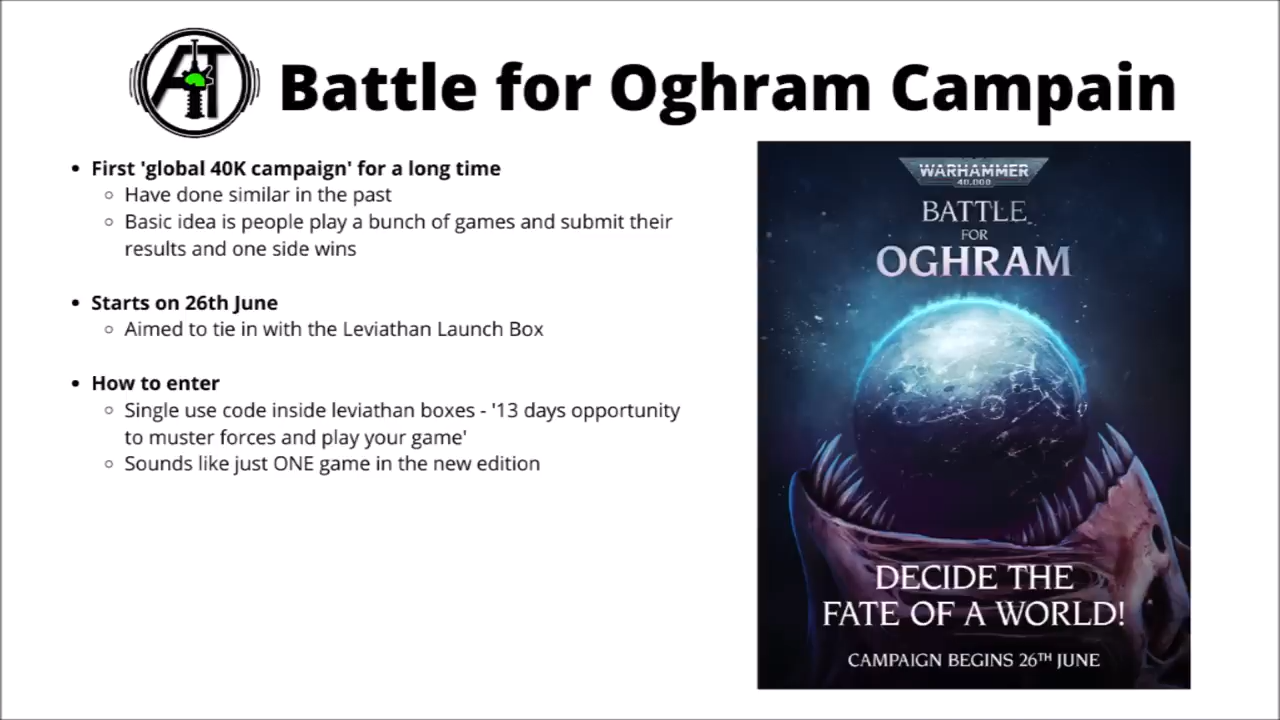 AT
Battle for Oghram Campain
• First 'global 40K campaign' for a long time
◦ Have done similar in the past
◦ Basic idea is people play a bunch of games and submit their
results and one side wins
• Starts on 26th June
◦ Aimed to tie in with the Leviathan Launch Box
• How to enter
◦ Single use code inside leviathan boxes - '13 days opportunity
to muster forces and play your game'
◦ Sounds like just ONE game in the new edition
WARHAMMER
40,000
BATTLE
FOR
OGHRAM
DECIDE THE
FATE OF A WORLD!
CAMPAIGN BEGINS 26TH JUNE